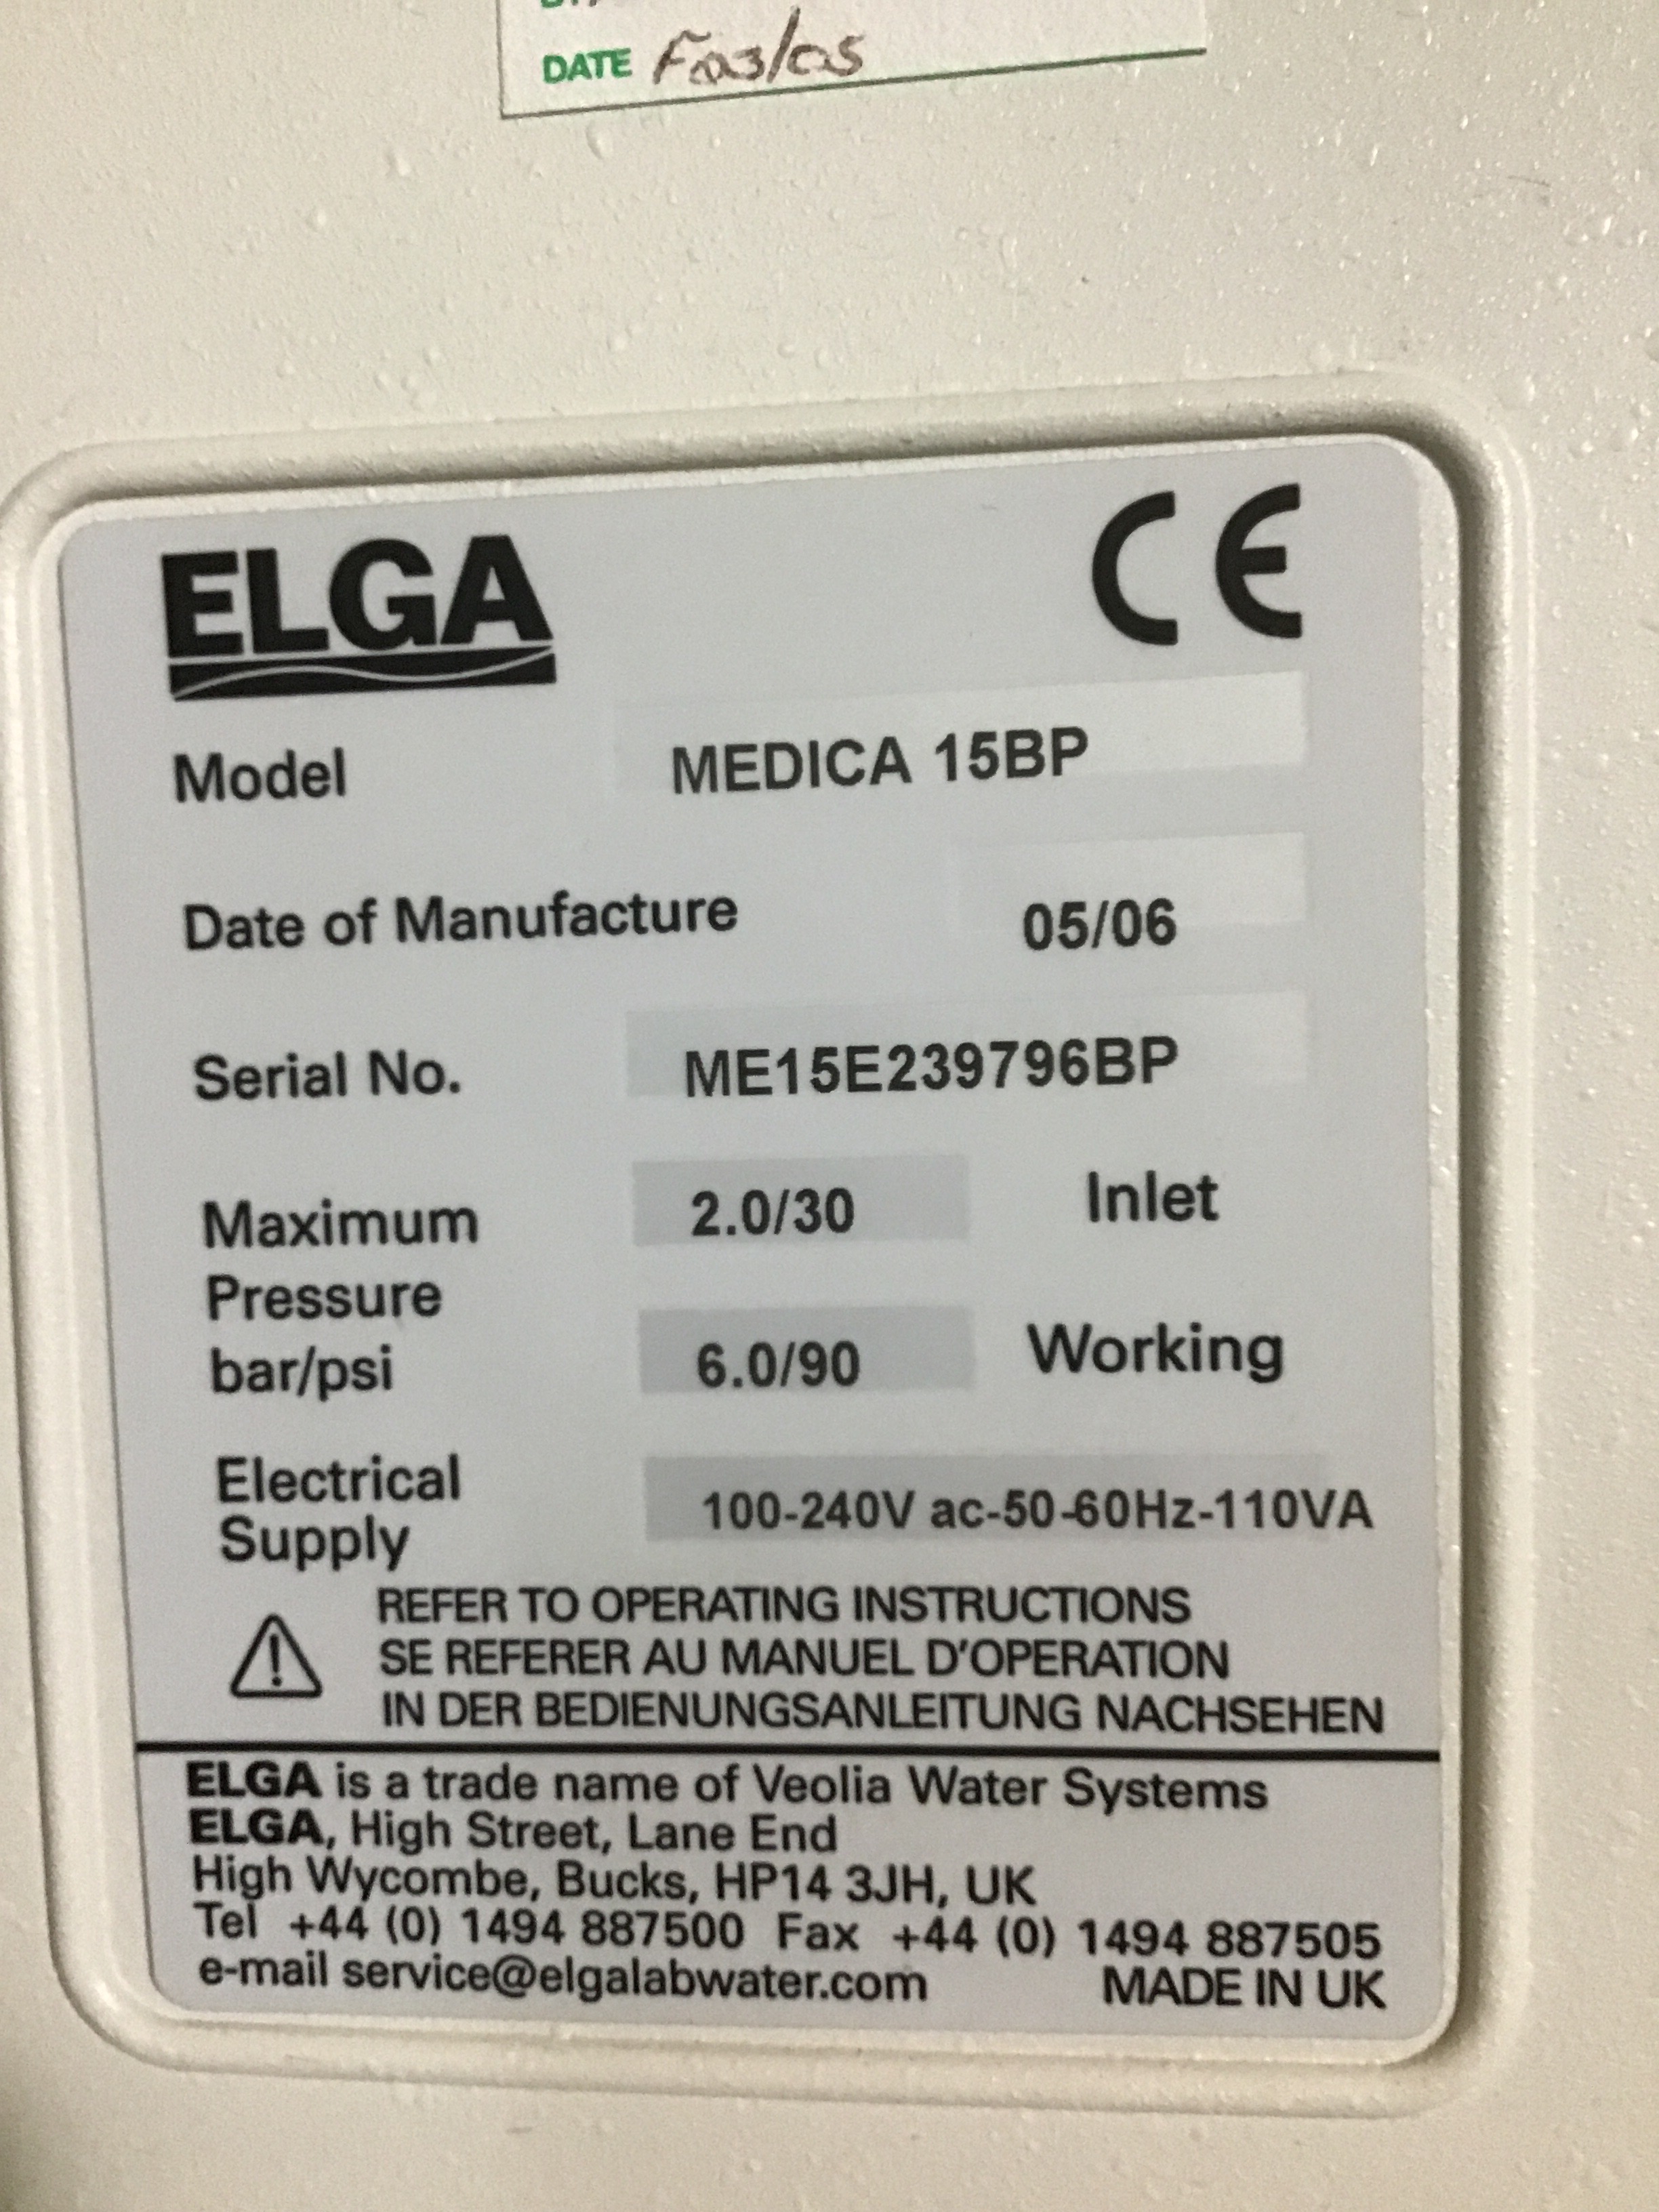 DATE
ELGA
CE
Model MEDICA 15BP
Date of Manufacture 05/06
Serial No. ME15E239796BP
Maximum 2.0/30 Inlet
Pressure
bar/psi 6.0/90 Working
Electrical
Supply 100-240V ac-50-60Hz-110VA
REFER TO OPERATING INSTRUCTIONS
SE REFERER AU MANUEL D'OPERATION
IN DER BEDIENUNGSANLEITUNG NACHSEHEN
ELGA is a trade name of Veolia Water Systems
ELGA, High Street, Lane End
High Wycombe, Bucks, HP14 3JH, UK
Tel +44 (0) 1494 887500 Fax +44 (0) 1494 887505
e-mail service@elgalabwater.com MADE IN UK